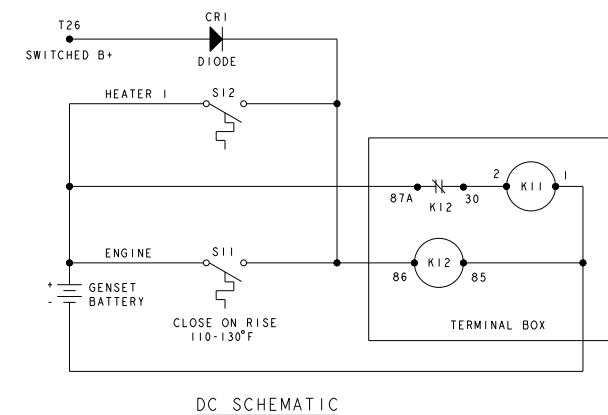 CR1
T26
DIODE
SWITCHED B+
HEATER 1
S12
2
K11
1
87A
K12
30
ENGINE
S11
K12
86
85
+
GENSET
-
BATTERY
CLOSE ON RISE
110-130°F
TERMINAL BOX
DC SCHEMATIC